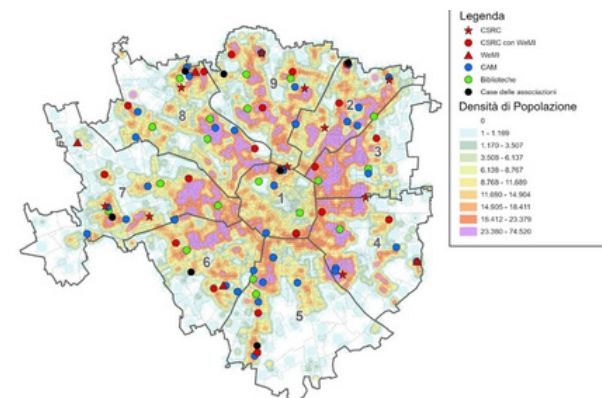 Legenda
CSRC
CSRC con WeMI
WeMI
CAM
Biblioteche
Case delle associazioni
Densità di Popolazione
0
1 - 1.169
1.170 - 3.507
3.508 - 6.137
6.138 - 8.767
8.768 - 11.689
11.690 - 14.904
14.905 - 18.411
18.412 - 23.379
23.380 - 74.520
9
2
8
3
1
7
4
6
5